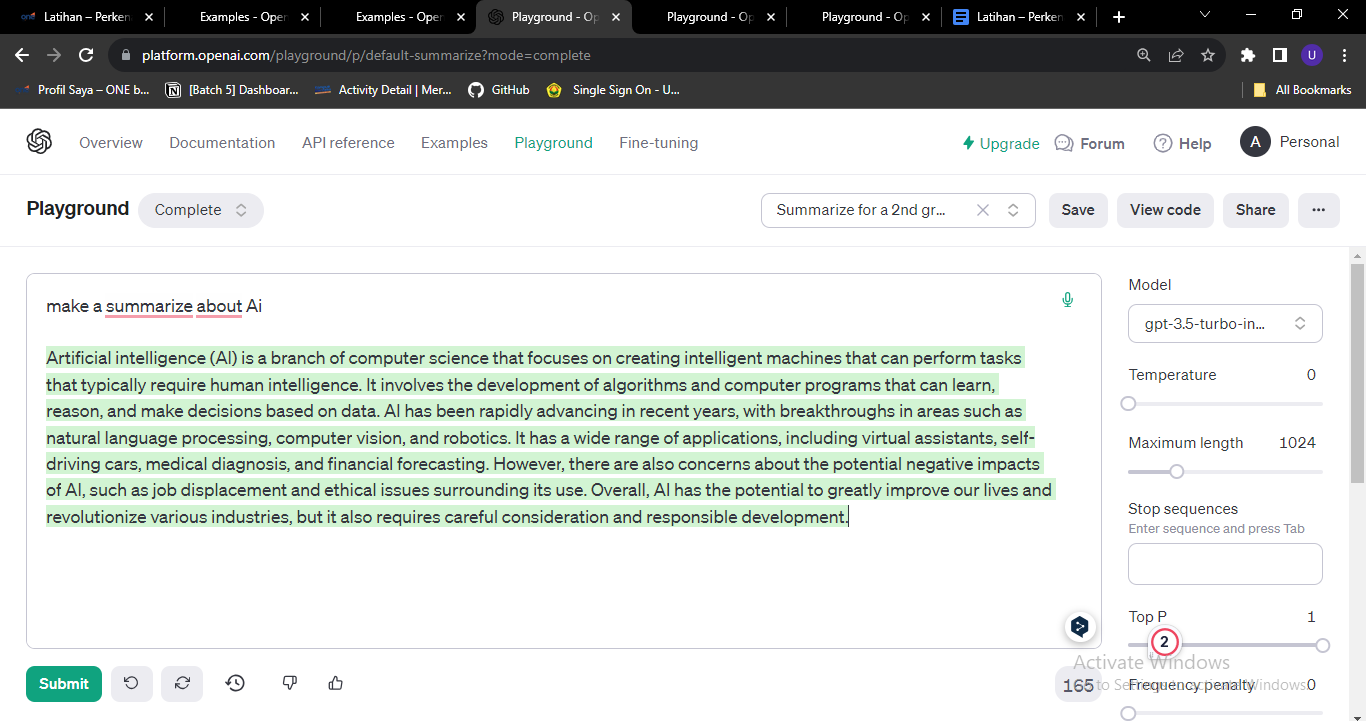 Latihan – Perken
Examples - Open
Examples - Open
Playground - Op
Playground - Op
Playground - Op
Latihan – Perken
platform.openai.com/playground/p/default-summarize?mode=complete
U
Profil Saya – ONE b...
[Batch 5] Dashboar...
Activity Detail | Mer...
GitHub
Single Sign On - U...
All Bookmarks
Overview
Documentation
API reference
Examples
Playground
Fine-tuning
Upgrade
Forum
Help
A
Personal
Playground
Complete
Summarize for a 2nd gr...
Save
View code
Share
...
make a summarize about Ai
Artificial intelligence (AI) is a branch of computer science that focuses on creating intelligent machines that can perform tasks
that typically require human intelligence. It involves the development of algorithms and computer programs that can learn,
reason, and make decisions based on data. AI has been rapidly advancing in recent years, with breakthroughs in areas such as
natural language processing, computer vision, and robotics. It has a wide range of applications, including virtual assistants, self-
driving cars, medical diagnosis, and financial forecasting. However, there are also concerns about the potential negative impacts
of AI, such as job displacement and ethical issues surrounding its use. Overall, AI has the potential to greatly improve our lives and
revolutionize various industries, but it also requires careful consideration and responsible development.
Model
gpt-3.5-turbo-in...
Temperature 0
Maximum length 1024
Stop sequences
Enter sequence and press Tab
Top P 1
2
Activate Windows
Go to Settings to activate Windows.
Frequency penalty 0
Submit
165